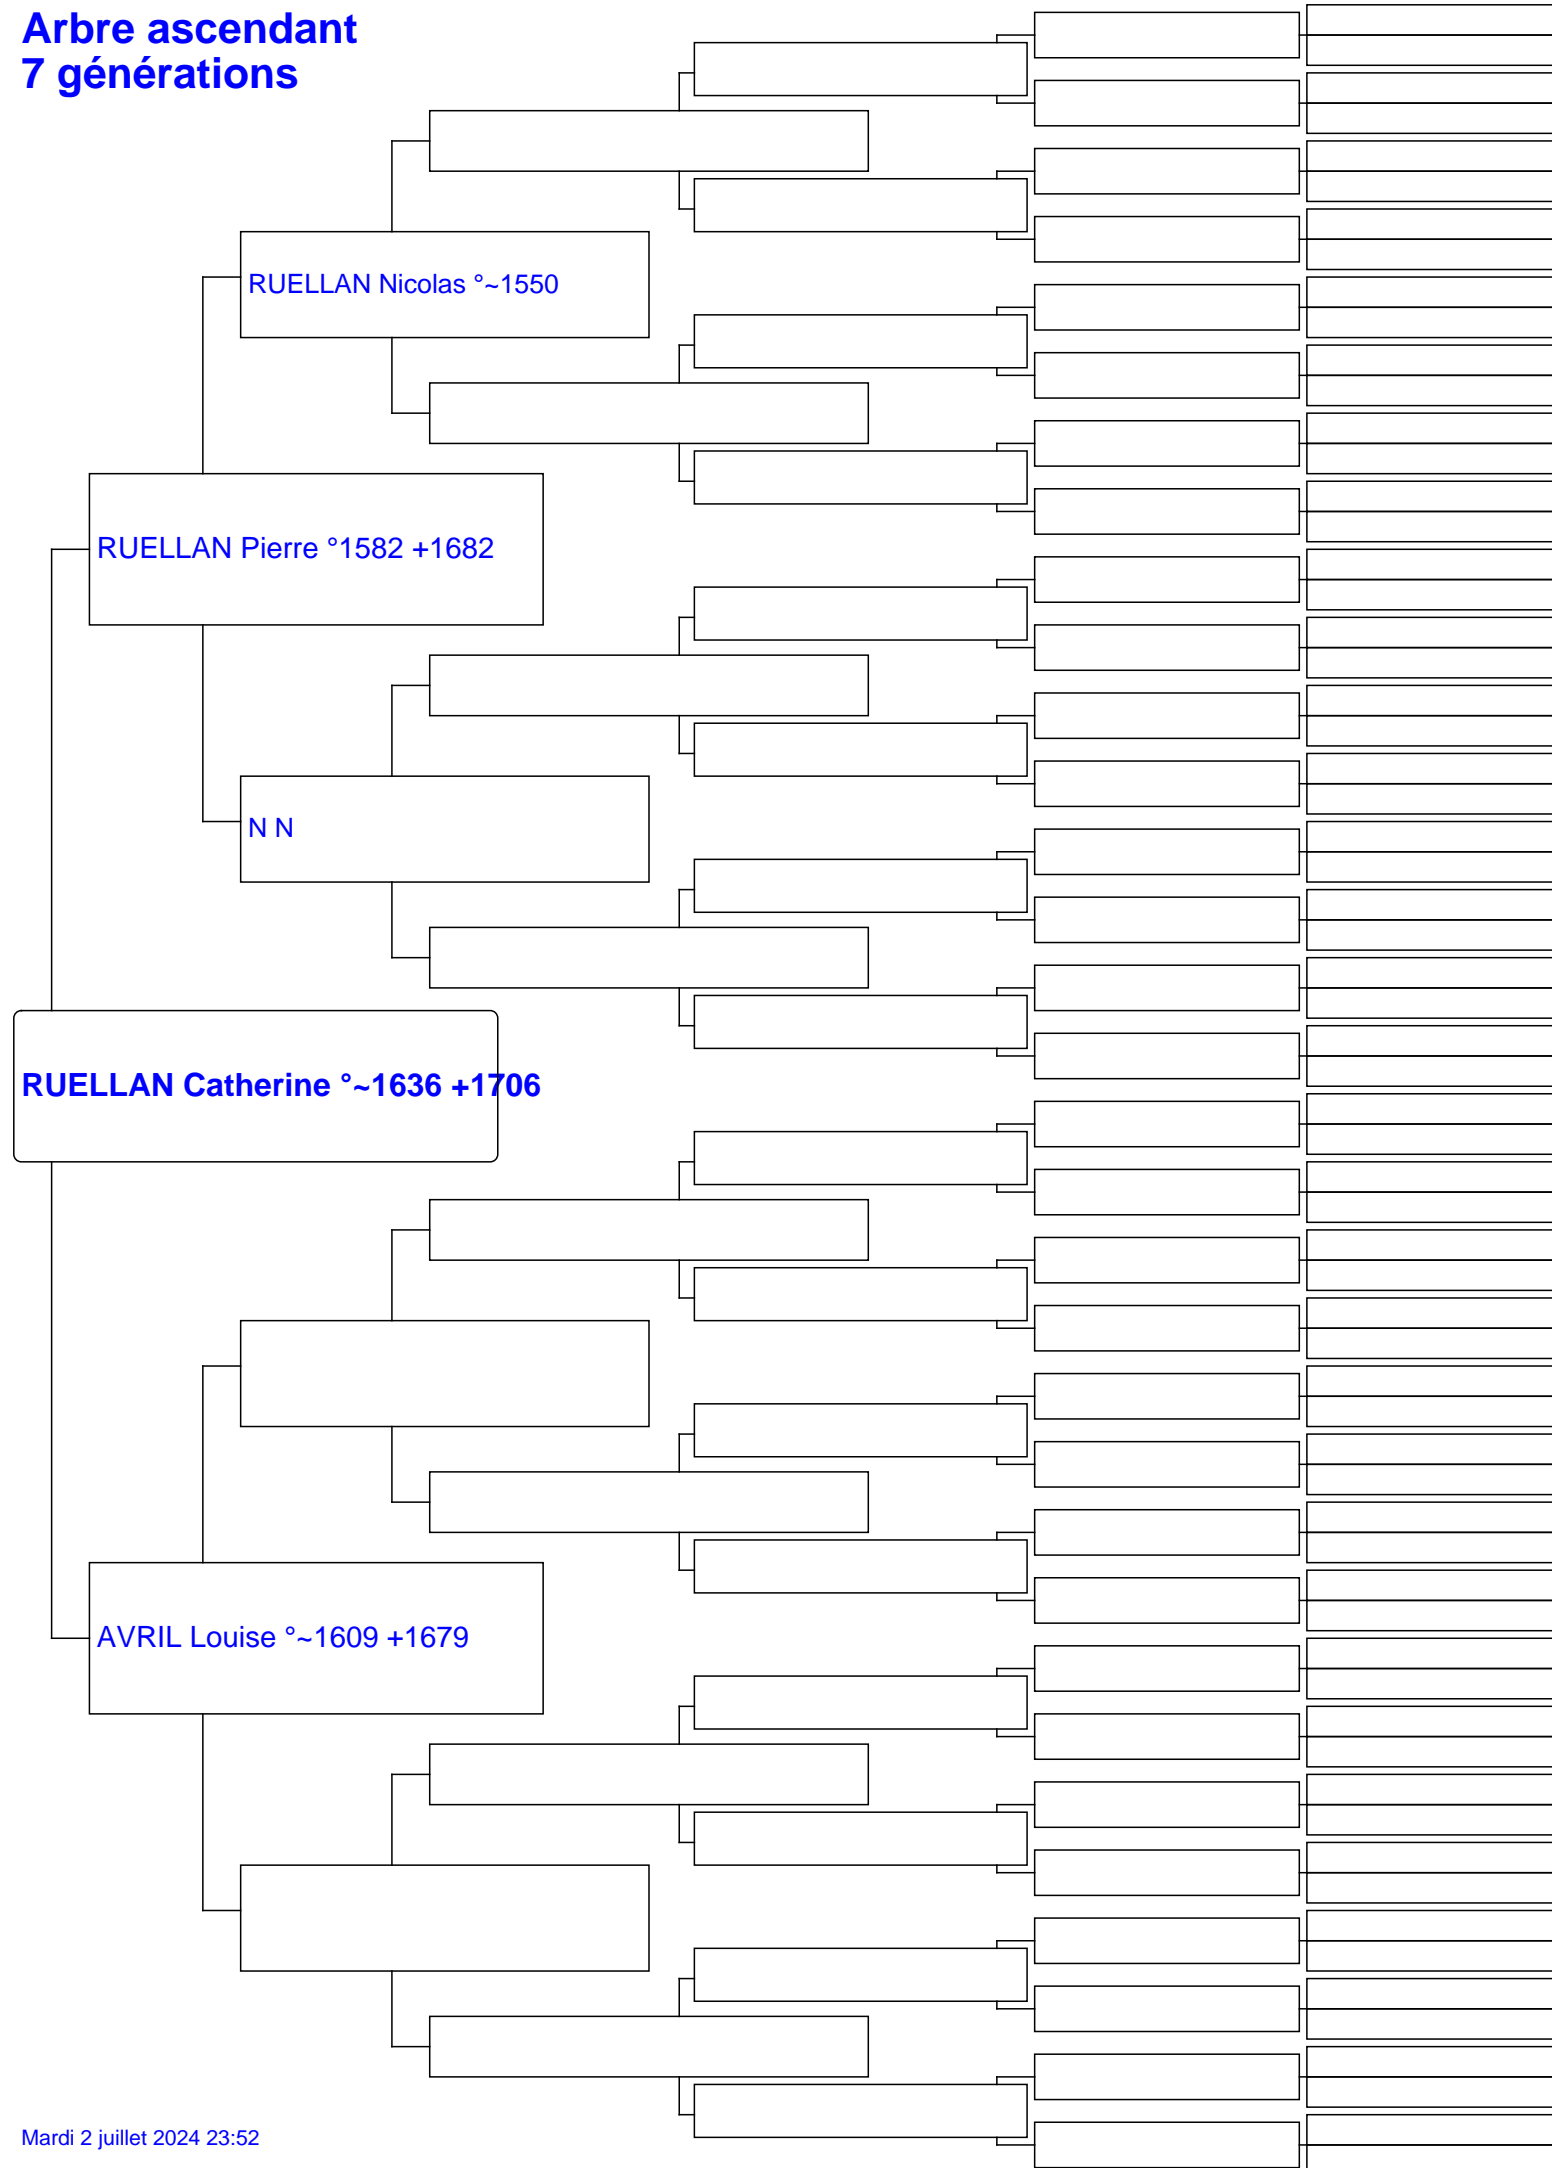 Arbre ascendant
7 générations
RUELLAN Nicolas °~1550
RUELLAN Pierre °1582 +1682
N N
RUELLAN Catherine °~1636 +1706
AVRIL Louise °~1609 +1679
Mardi 2 juillet 2024 23:52